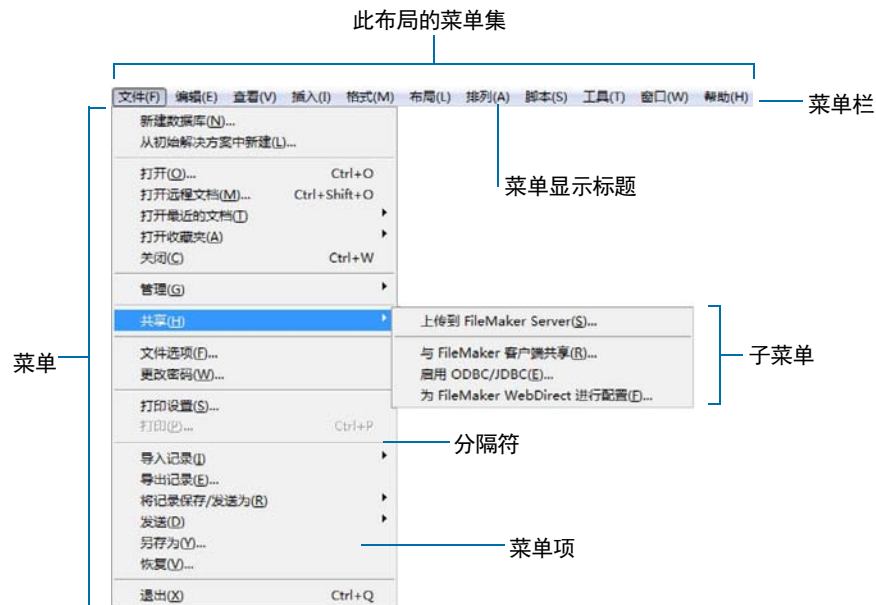 此布局的菜单集
文件(F) 编辑(E) 查看(V) 插入(I) 格式(M) 布局(L) 排列(A) 脚本(S) 工具(T) 窗口(W) 帮助(H)
菜单栏
菜单显示标题
新建数据库(N)...
从初始解决方案中新建(L)...
打开(O)... Ctrl+O
打开远程文档(M)... Ctrl+Shift+O
打开最近的文档(T)
打开收藏夹(A)
关闭(C) Ctrl+W
管理(G)
共享(H)
上传到 FileMaker Server(S)...
与 FileMaker 客户端共享(R)...
启用 ODBC/JDBC(E)...
为 FileMaker WebDirect 进行配置(F)...
子菜单
菜单
文件选项(F)...
更改密码(W)...
打印设置(S)...
打印(P)... Ctrl+P
分隔符
导入记录(I)
导出记录(E)...
将记录保存/发送为(R)
发送(D)
另存为(Y)...
菜单项
恢复(V)...
退出(X) Ctrl+Q